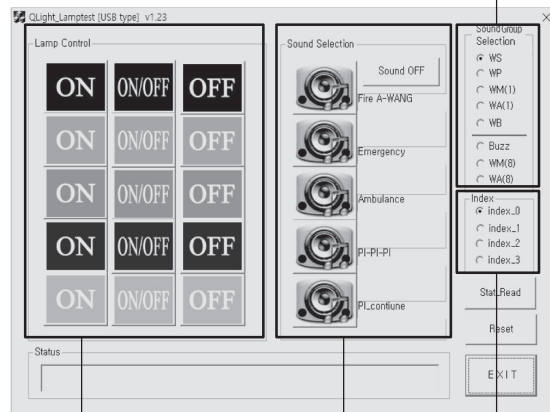 QLight_Lamptest [USB type] v1.23
Lamp Control
ON ON/OFF OFF
ON ON/OFF OFF
ON ON/OFF OFF
ON ON/OFF OFF
ON ON/OFF OFF
Sound Selection
Sound OFF
Fire A-WANG
Emergency
Ambulance
PI-PI-PI
PI_contiune
Sound Group
Selection
WS
WP
WM(1)
WA(1)
WB
Buzz
WM(8)
WA(8)
Index
index_0
index_1
index_2
index_3
Stat_Read
Reset
Status
EXIT